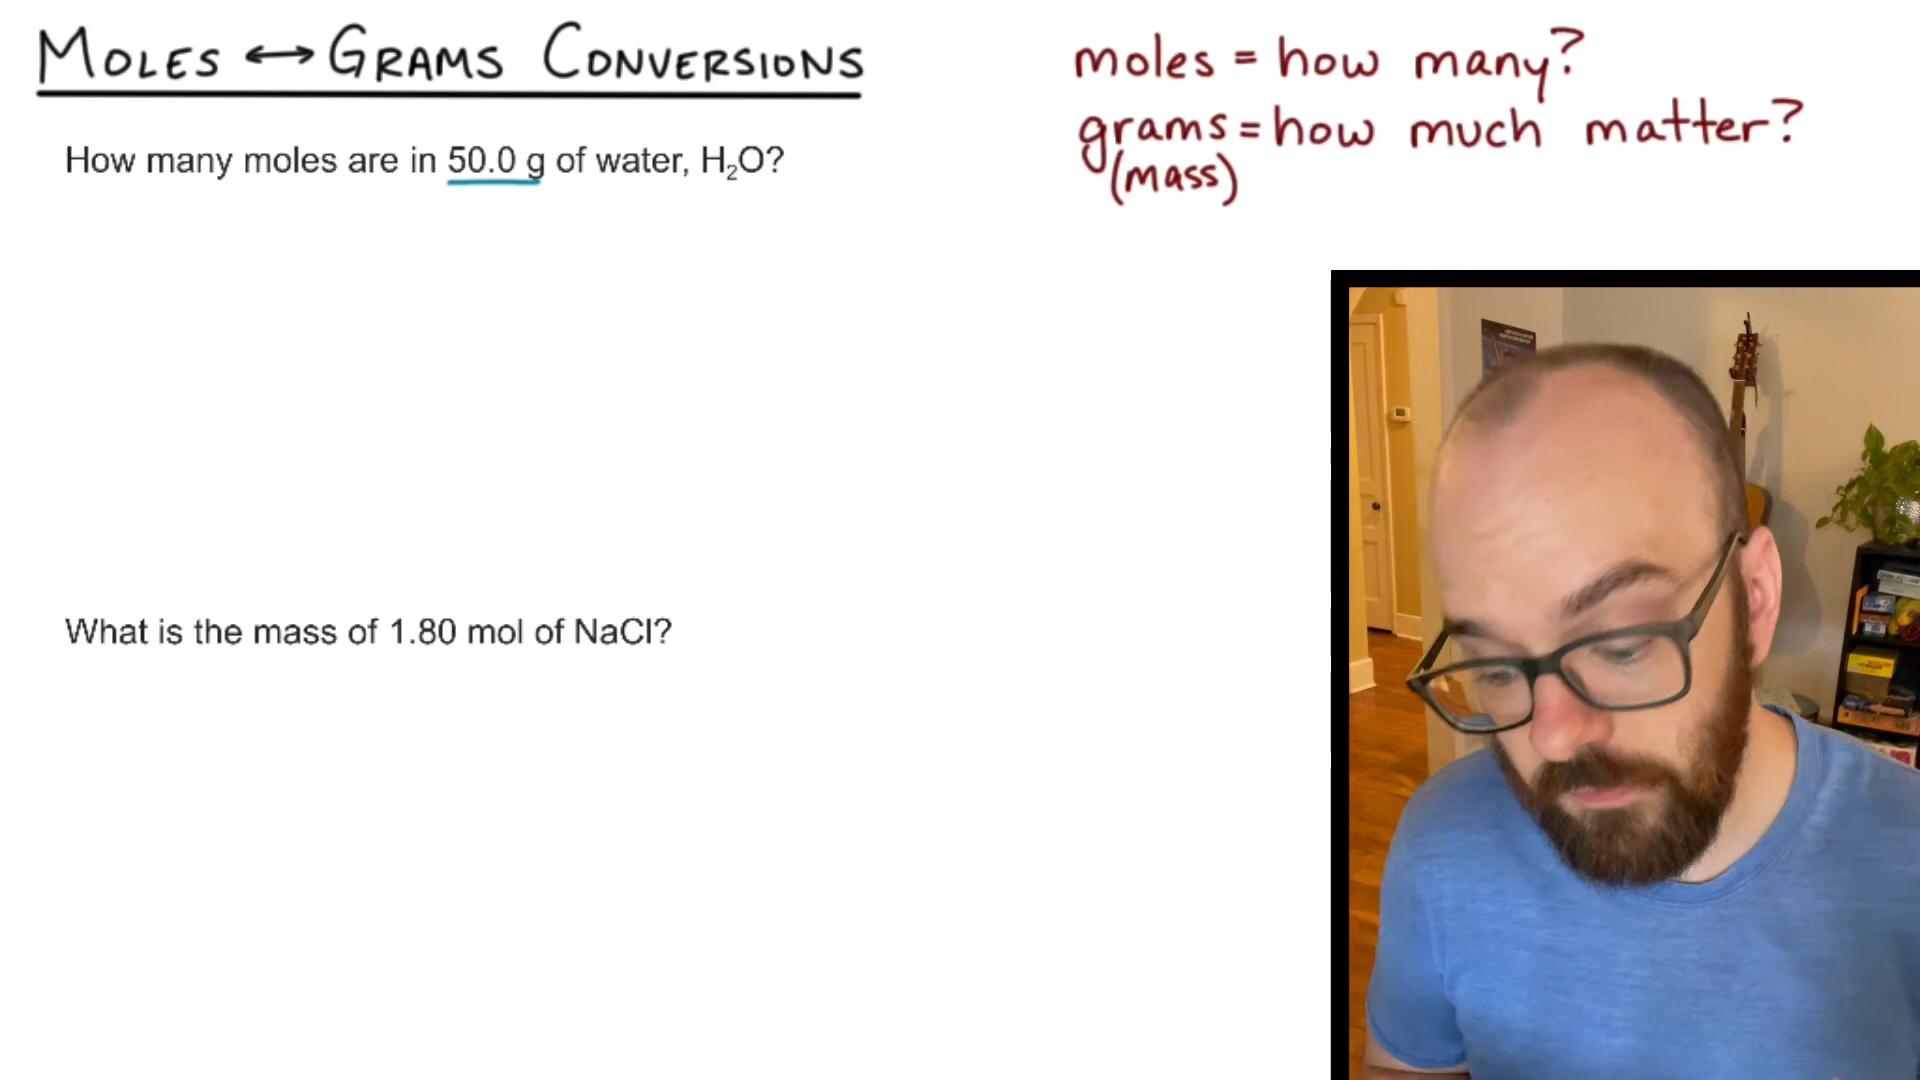 MOLES ↔ GRAMS CONVERSIONS
moles = how many?
grams = how much matter?
(mass)
How many moles are in 50.0 g of water, H₂O?
What is the mass of 1.80 mol of NaCl?